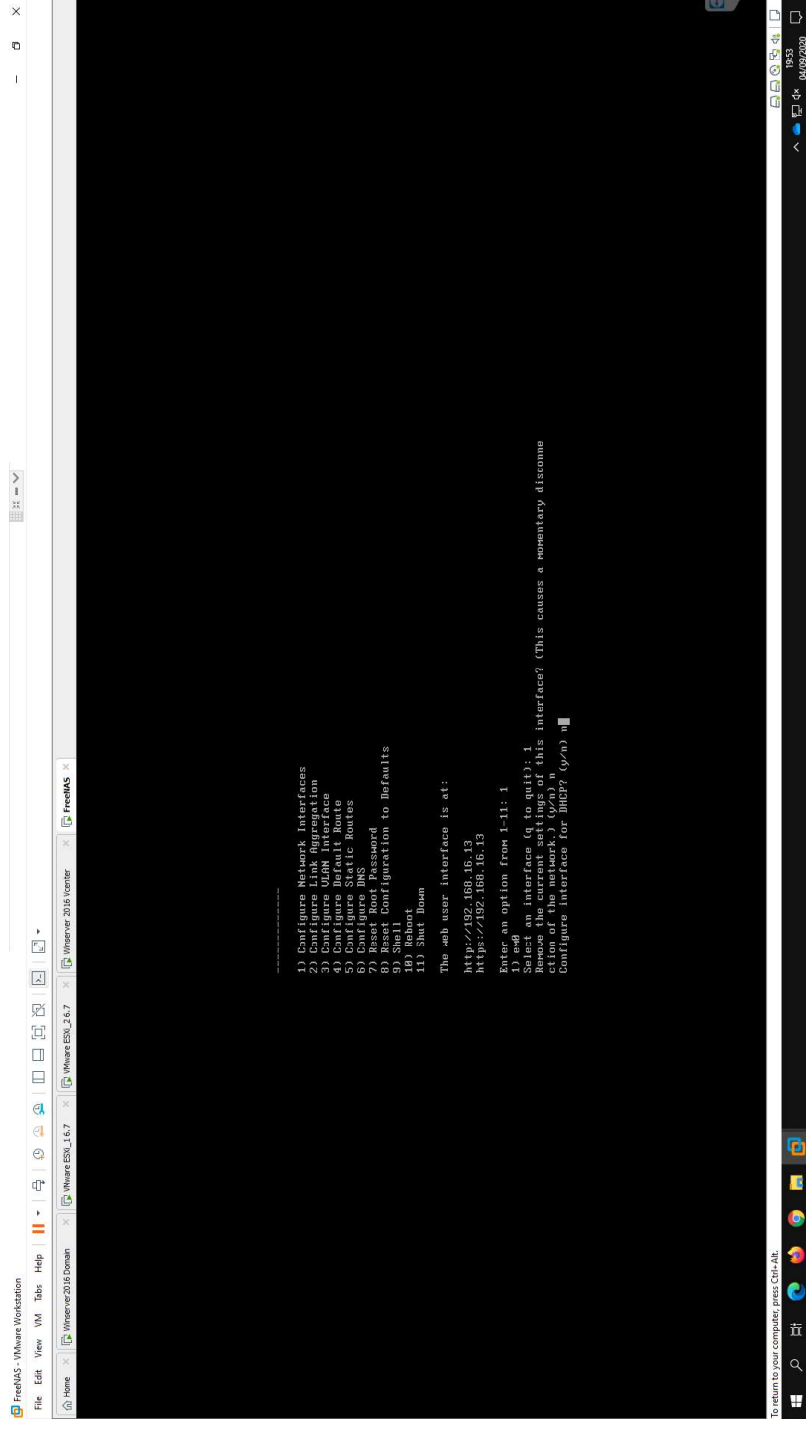 FreeNAS - VMware Workstation
File Edit View VM Tabs Help
Home
Winserver2016 Domain
VMware ESXi_1 6.7
VMware ESXi_2 6.7
Winserver 2016 Vcenter
FreeNAS
-------------
1) Configure Network Interfaces
2) Configure Link Aggregation
3) Configure VLAN Interface
4) Configure Default Route
5) Configure Static Routes
6) Configure DNS
7) Reset Root Password
8) Reset Configuration to Defaults
9) Shell
10) Reboot
11) Shut Down
The web user interface is at:
http://192.168.16.13
https://192.168.16.13
Enter an option from 1-11: 1
1) em0
Select an interface (q to quit): 1
Remove the current settings of this interface? (This causes a momentary disconne
ction of the network.) (y/n) n
Configure interface for DHCP? (y/n) n
To return to your computer, press Ctrl+Alt.
19:53
04/09/2020